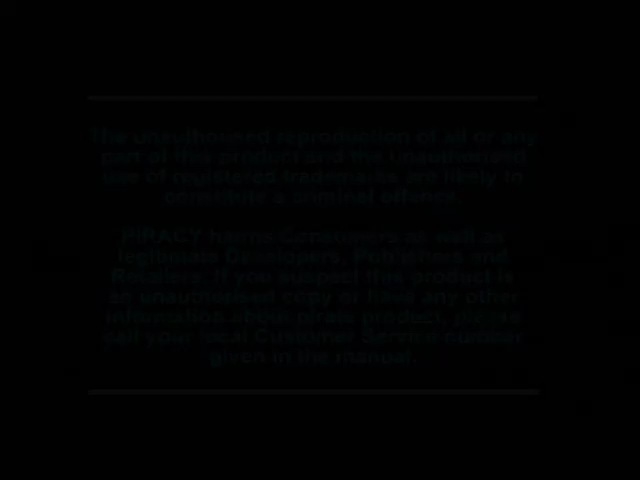 The unauthorised reproduction of all or any
part of this product and the unauthorised
use of registered trademarks are likely to
constitute a criminal offence.
PIRACY harms Consumers as well as
legitimate Developers, Publishers and
Retailers. If you suspect this product is
an unauthorised copy or have any other
information about pirate product, please
call your local Customer Service number
given in the manual.